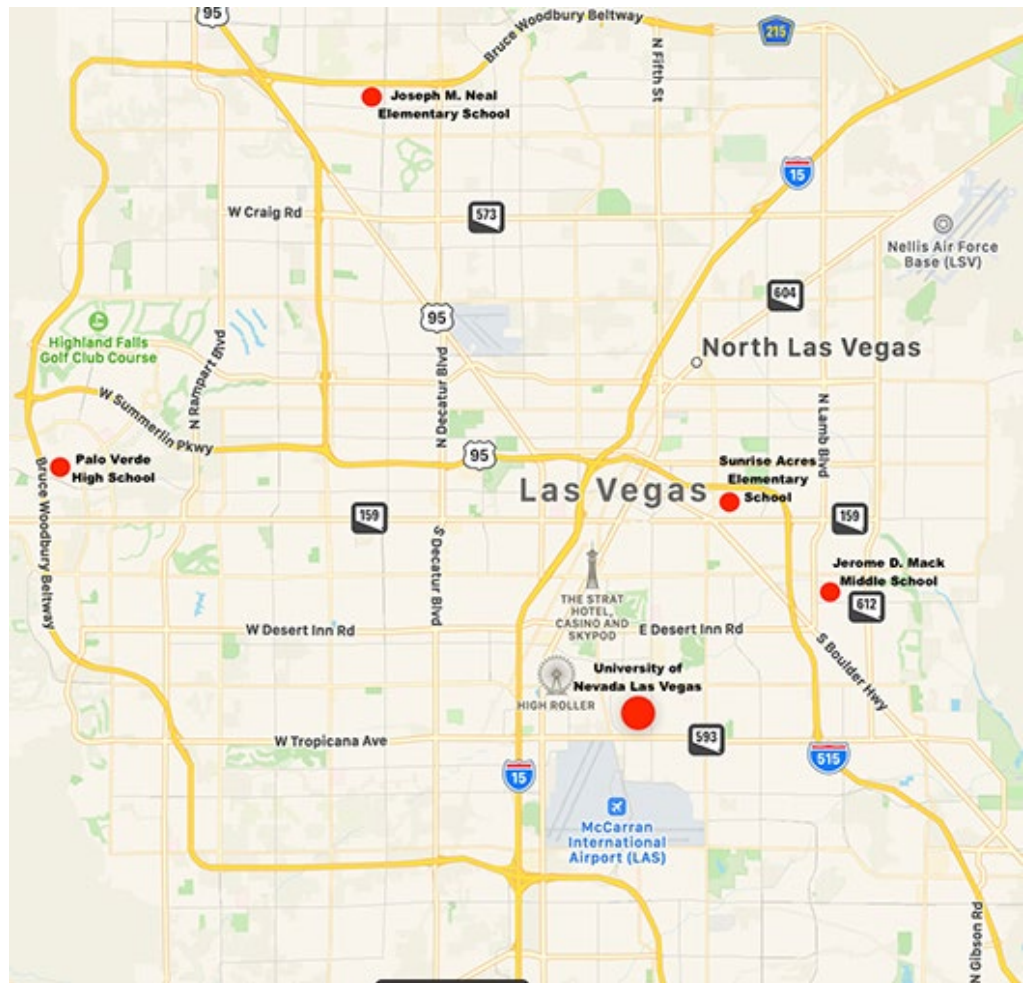 95
Bruce Woodbury Beltway
215
N Fifth St
Joseph M. Neal
Elementary School
15
W Craig Rd
573
Nellis Air Force
Base (LSV)
604
95
Highland Falls
Golf Club Course
N Rampart Blvd
N Decatur Blvd
North Las Vegas
W Summerlin Pkwy
N Lamb Blvd
95
Palo Verde
High School
Sunrise Acres
Elementary
School
Las Vegas
159
159
Bruce Woodbury Beltway
S Decatur Blvd
Jerome D. Mack
Middle School
612
THE STRAT
HOTEL,
CASINO AND
SKYPOD
W Desert Inn Rd
E Desert Inn Rd
S Boulder Hwy
University of
Nevada Las Vegas
HIGH ROLLER
W Tropicana Ave
593
515
15
McCarran
International
Airport (LAS)
N Gibson Rd